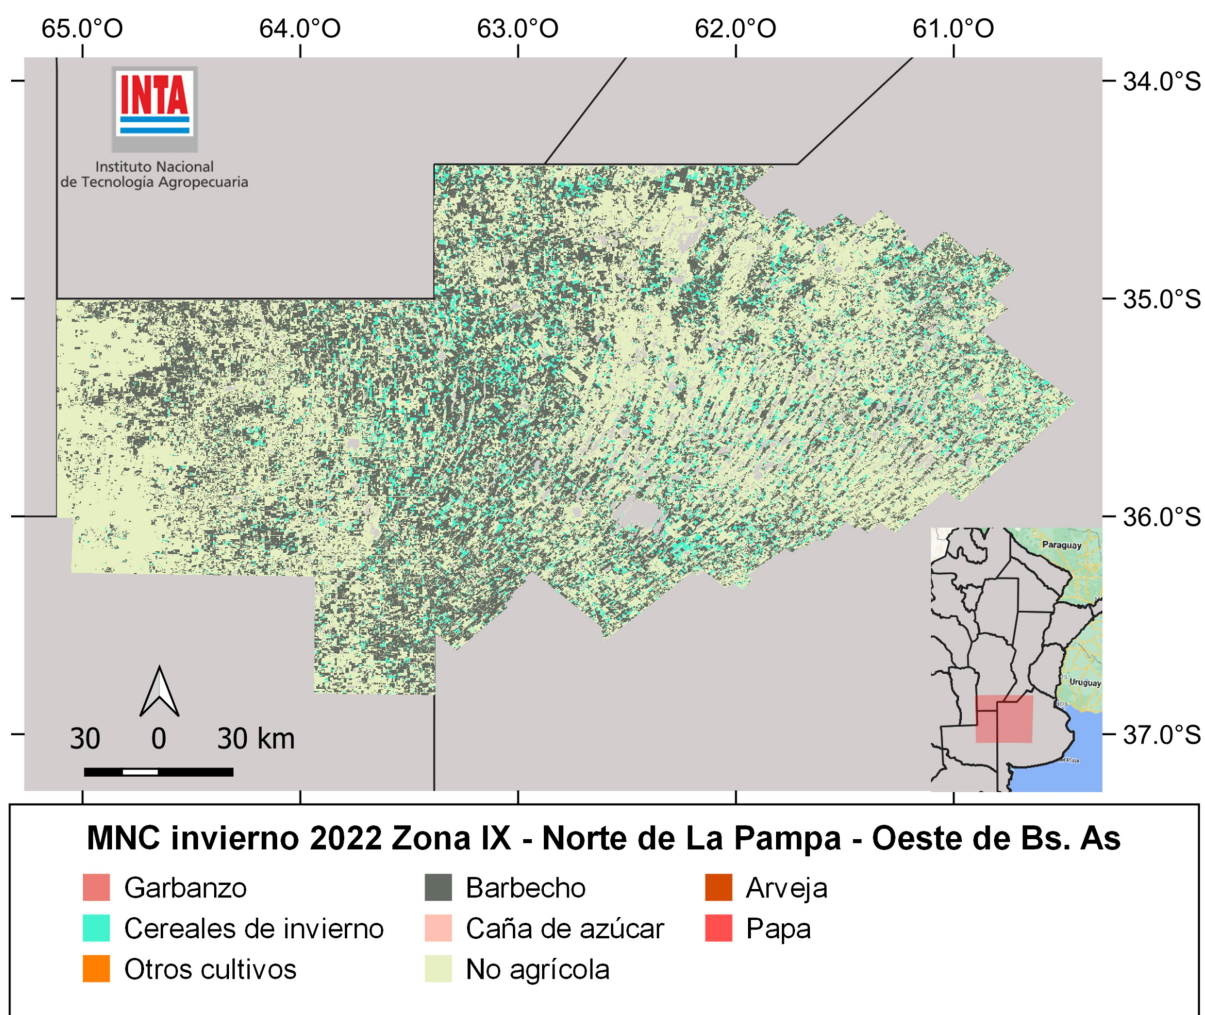 65.0°O 64.0°O 63.0°O 62.0°O 61.0°O
34.0°S
INTA
Instituto Nacional
de Tecnología Agropecuaria
35.0°S
36.0°S
Paraguay
Uruguay
30 0 30 km
37.0°S
MNC invierno 2022 Zona IX - Norte de La Pampa - Oeste de Bs. As
Garbanzo
Cereales de invierno
Otros cultivos
Barbecho
Caña de azúcar
No agrícola
Arveja
Papa